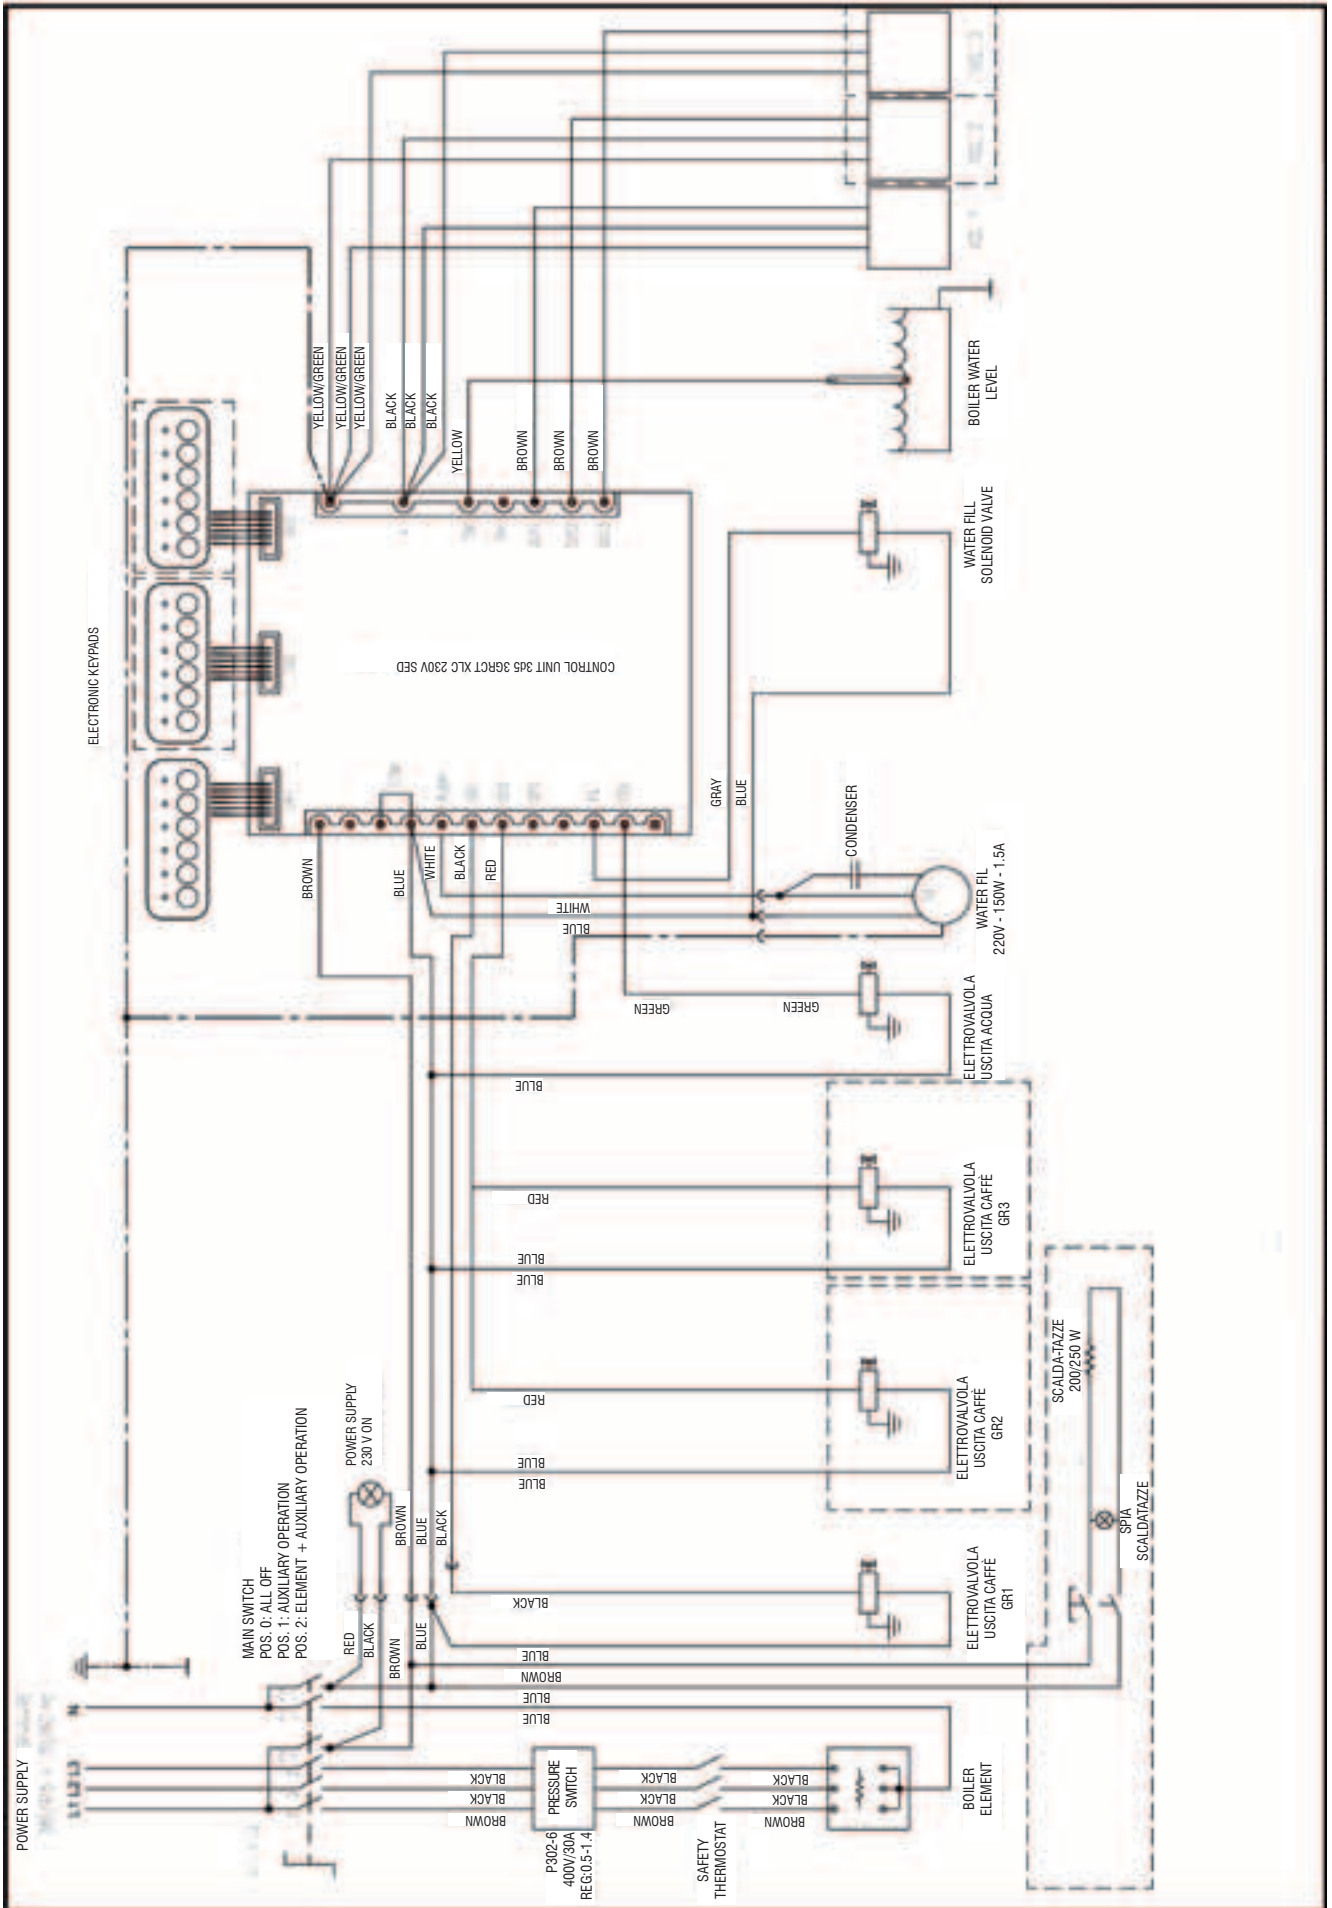 ELECTRONIC KEYPADS
YELLOW/GREEN
YELLOW/GREEN
YELLOW/GREEN
BLACK
BLACK
BLACK
YELLOW
BROWN
BROWN
BROWN
BOILER WATER
LEVEL
CONTROL UNIT 3d5 3GRCT XLC 230V SED
WATER FILL
SOLENOID VALVE
GRAY
BLUE
CONDENSER
WATER FIL
220V - 150W - 1.5A
BROWN
BLUE
WHITE
BLACK
RED
WHITE
BLUE
GREEN
GREEN
ELETTROVALVOLA
USCITA ACQUA
BLUE
RED
BLUE
BLUE
ELETTROVALVOLA
USCITA CAFFÈ
GR3
RED
BLUE
BLUE
ELETTROVALVOLA
USCITA CAFFÈ
GR2
SCALDA-TAZZE
200/250 W
SPIA
SCALDATAZZE
POWER SUPPLY
230 V ON
BROWN
BLUE
BLACK
BLACK
ELETTROVALVOLA
USCITA CAFFÈ
GR1
MAIN SWITCH
POS. 0: ALL OFF
POS. 1: AUXILIARY OPERATION
POS. 2: ELEMENT + AUXILIARY OPERATION
RED
BLACK
BROWN
BLUE
BLUE
BROWN
BLUE
BLUE
POWER SUPPLY
N
L1 L2 L3
BLACK
BLACK
BROWN
PRESSURE
SWITCH
P302-6
400V/30A
REG:0.5-1.4
BLACK
BLACK
BROWN
SAFETY
THERMOSTAT
BLACK
BLACK
BROWN
BOILER
ELEMENT